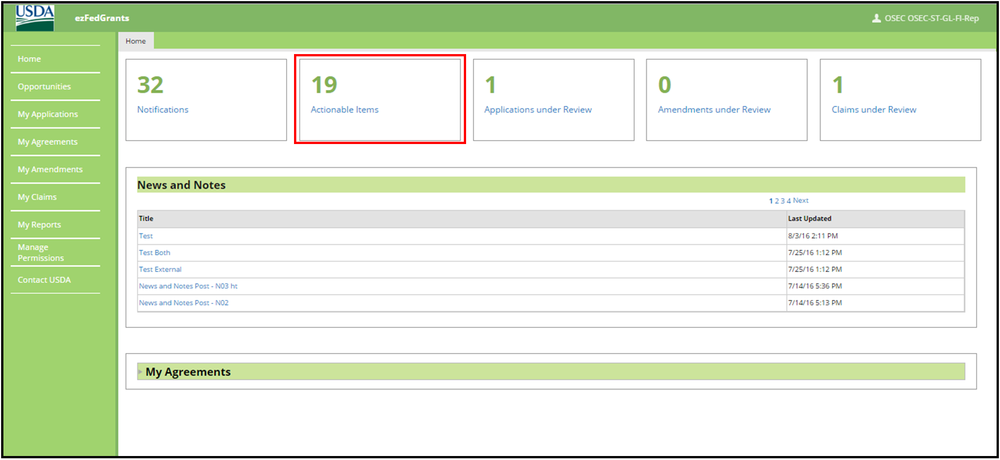 USDA
ezFedGrants
OSEC OSEC-ST-GL-FI-Rep
Home
Home
Opportunities
My Applications
My Agreements
My Amendments
My Claims
My Reports
Manage
Permissions
Contact USDA
32
Notifications
19
Actionable Items
1
Applications under Review
0
Amendments under Review
1
Claims under Review
News and Notes
1 2 3 4 Next
Title Last Updated
Test 8/3/16 2:11 PM
Test Both 7/25/16 1:12 PM
Test External 7/25/16 1:12 PM
News and Notes Post - N03 ht 7/14/16 5:36 PM
News and Notes Post - N02 7/14/16 5:13 PM
My Agreements